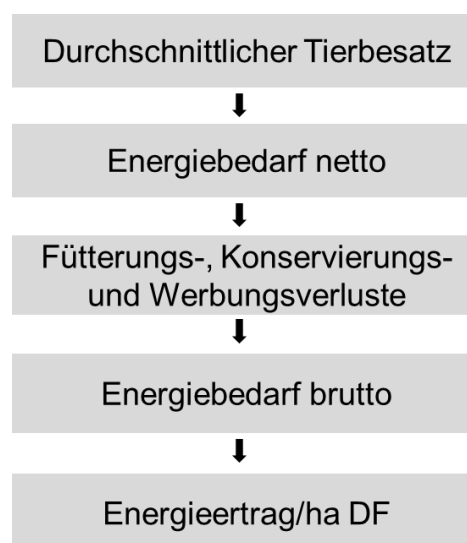 Durchschnittlicher Tierbesatz
Energiebedarf netto
Fütterungs-, Konservierungs-
und Werbungsverluste
Energiebedarf brutto
Energieertrag/ha DF